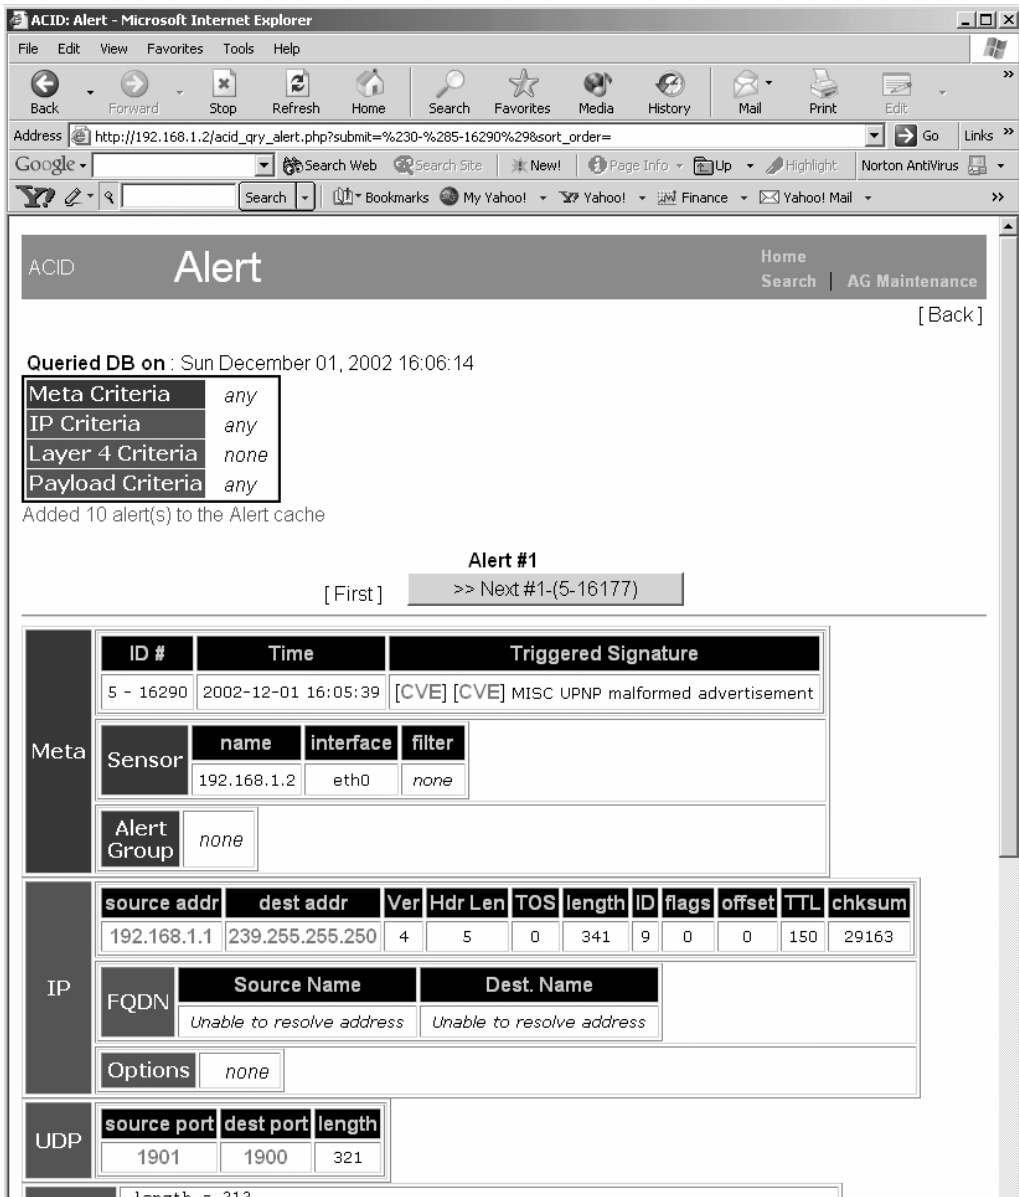 ACID: Alert - Microsoft Internet Explorer
File Edit View Favorites Tools Help
Back Forward Stop Refresh Home Search Favorites Media History Mail Print Edit »
Address http://192.168.1.2/acid_qry_alert.php?submit=%230-%285-16290%29&sort_order= Go Links »
Google Search Web Search Site New! Page Info Up Highlight Norton AntiVirus
Y! Search Bookmarks My Yahoo! Yahoo! Finance Yahoo! Mail »
ACID Alert Home
Search | AG Maintenance
[ Back ]
Queried DB on : Sun December 01, 2002 16:06:14
Meta Criteria any
IP Criteria any
Layer 4 Criteria none
Payload Criteria any
Added 10 alert(s) to the Alert cache
Alert #1
[ First ] >> Next #1-(5-16177)
Meta
ID # Time Triggered Signature
5 - 16290 2002-12-01 16:05:39 [CVE] [CVE] MISC UPNP malformed advertisement
Sensor name interface filter
192.168.1.2 eth0 none
Alert Group none
IP
source addr dest addr Ver Hdr Len TOS length ID flags offset TTL chksum
192.168.1.1 239.255.255.250 4 5 0 341 9 0 0 150 29163
FQDN Source Name Dest. Name
Unable to resolve address Unable to resolve address
Options none
UDP
source port dest port length
1901 1900 321
length = 313